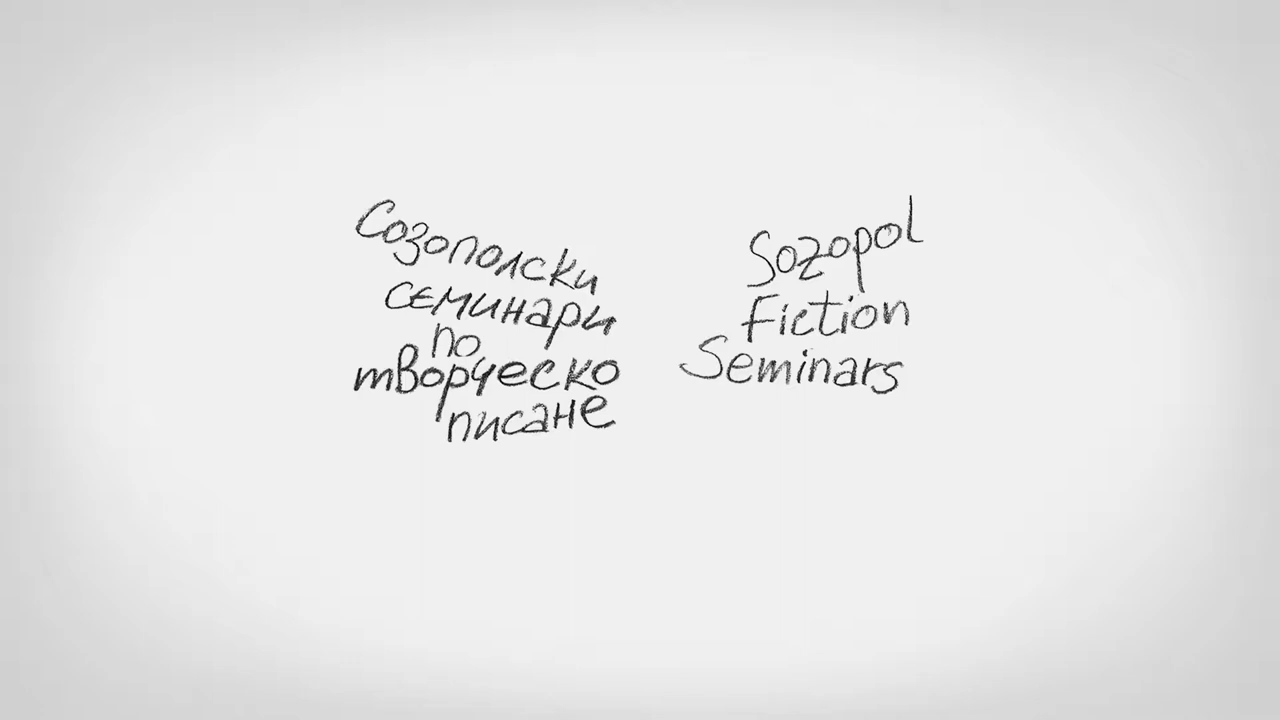 Созополски
семинари
по
творческо
писане
Sozopol
Fiction
Seminars